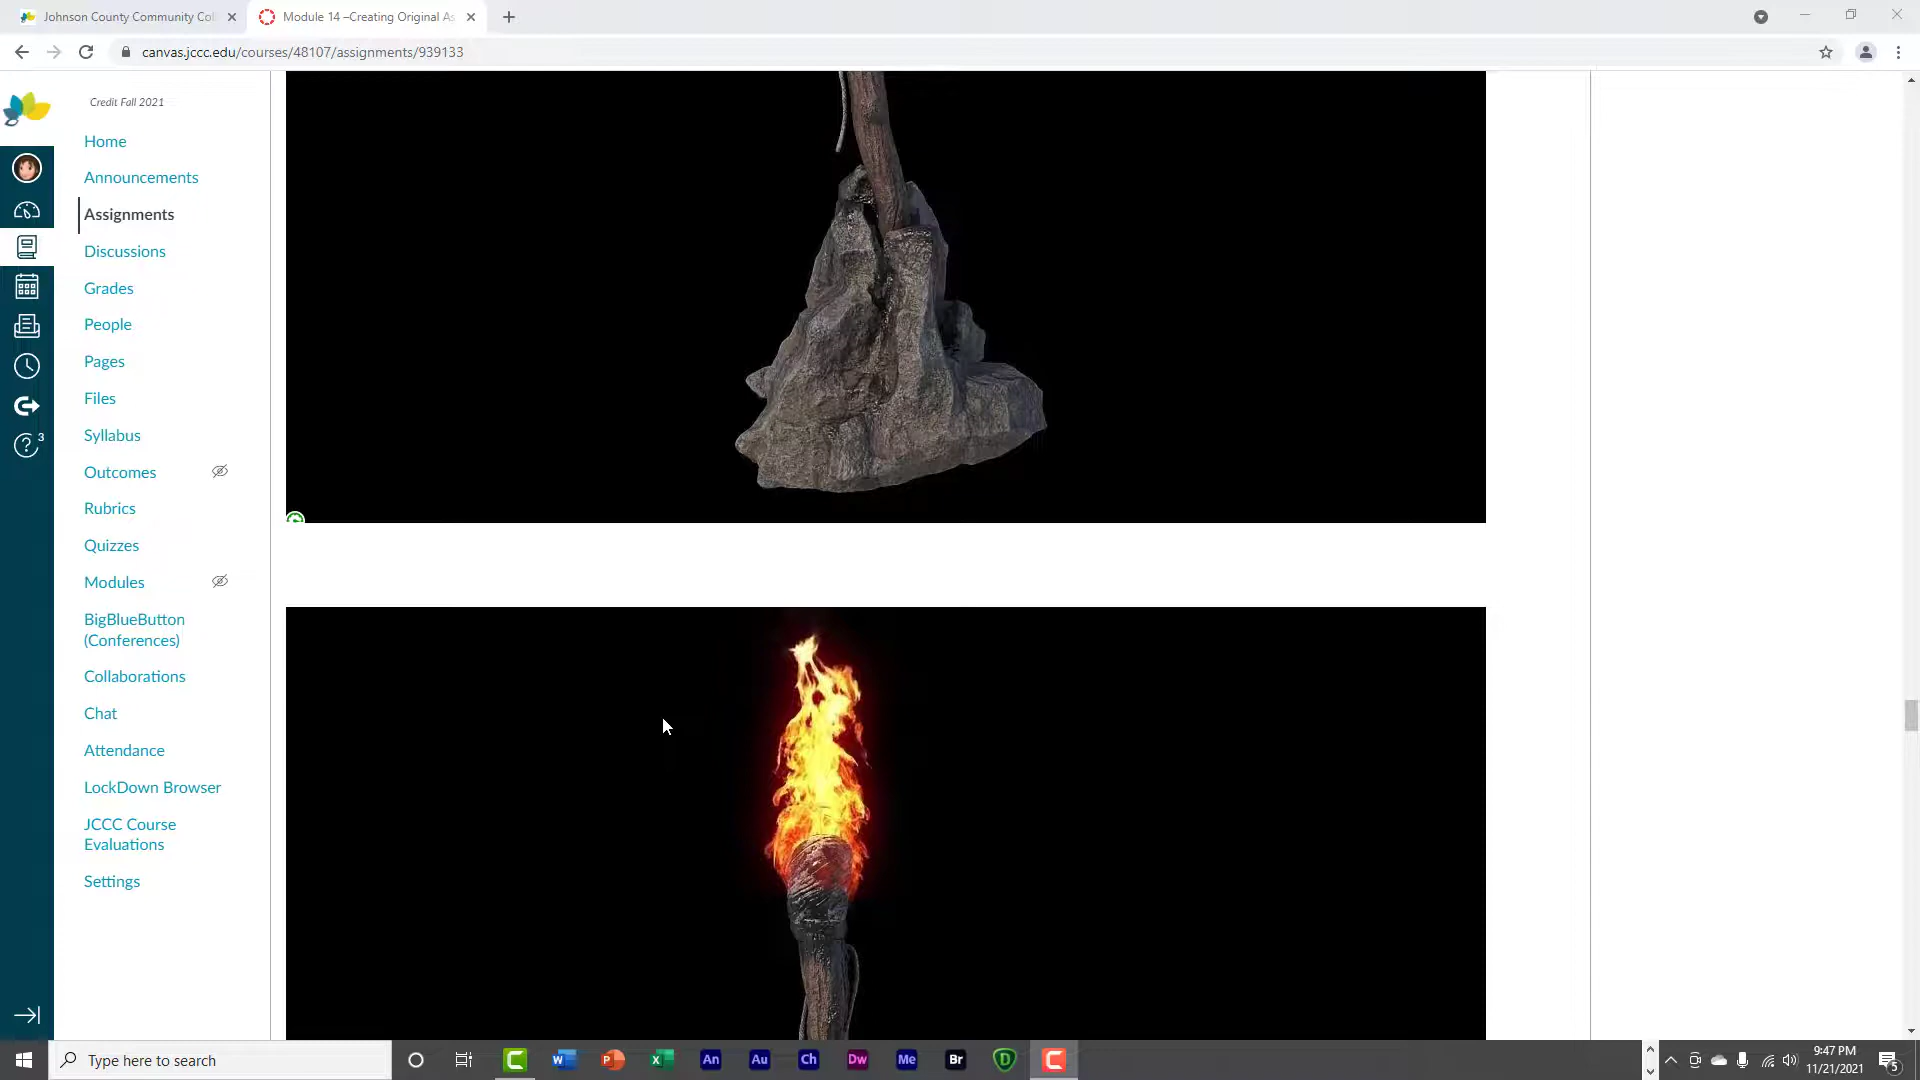 Johnson County Community Col
Module 14 –Creating Original As
canvas.jccc.edu/courses/48107/assignments/939133
Credit Fall 2021
Home
Announcements
Assignments
Discussions
Grades
People
Pages
Files
3
Syllabus
Outcomes
Rubrics
Quizzes
Modules
BigBlueButton
(Conferences)
Collaborations
Chat
Attendance
LockDown Browser
JCCC Course
Evaluations
Settings
Type here to search
W
P
X
An
Au
Ch
Dw
Me
Br
D
C
9:47 PM
11/21/2021
5